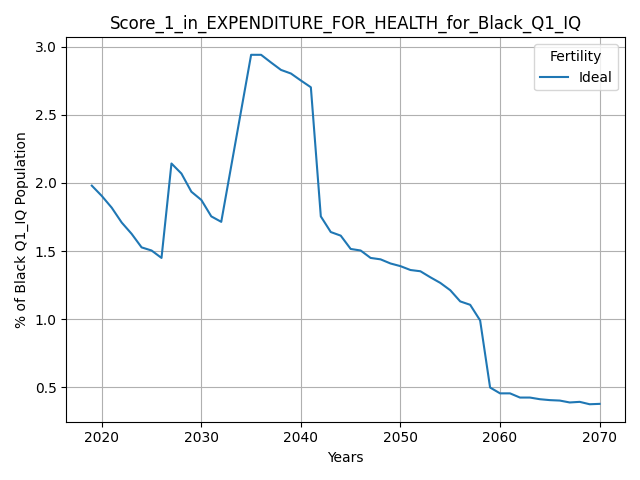 Score_1_in_EXPENDITURE_FOR_HEALTH_for_Black_Q1_IQ
Fertility
Ideal
% of Black Q1_IQ Population
3.0
2.5
2.0
1.5
1.0
0.5
2020 2030 2040 2050 2060 2070
Years